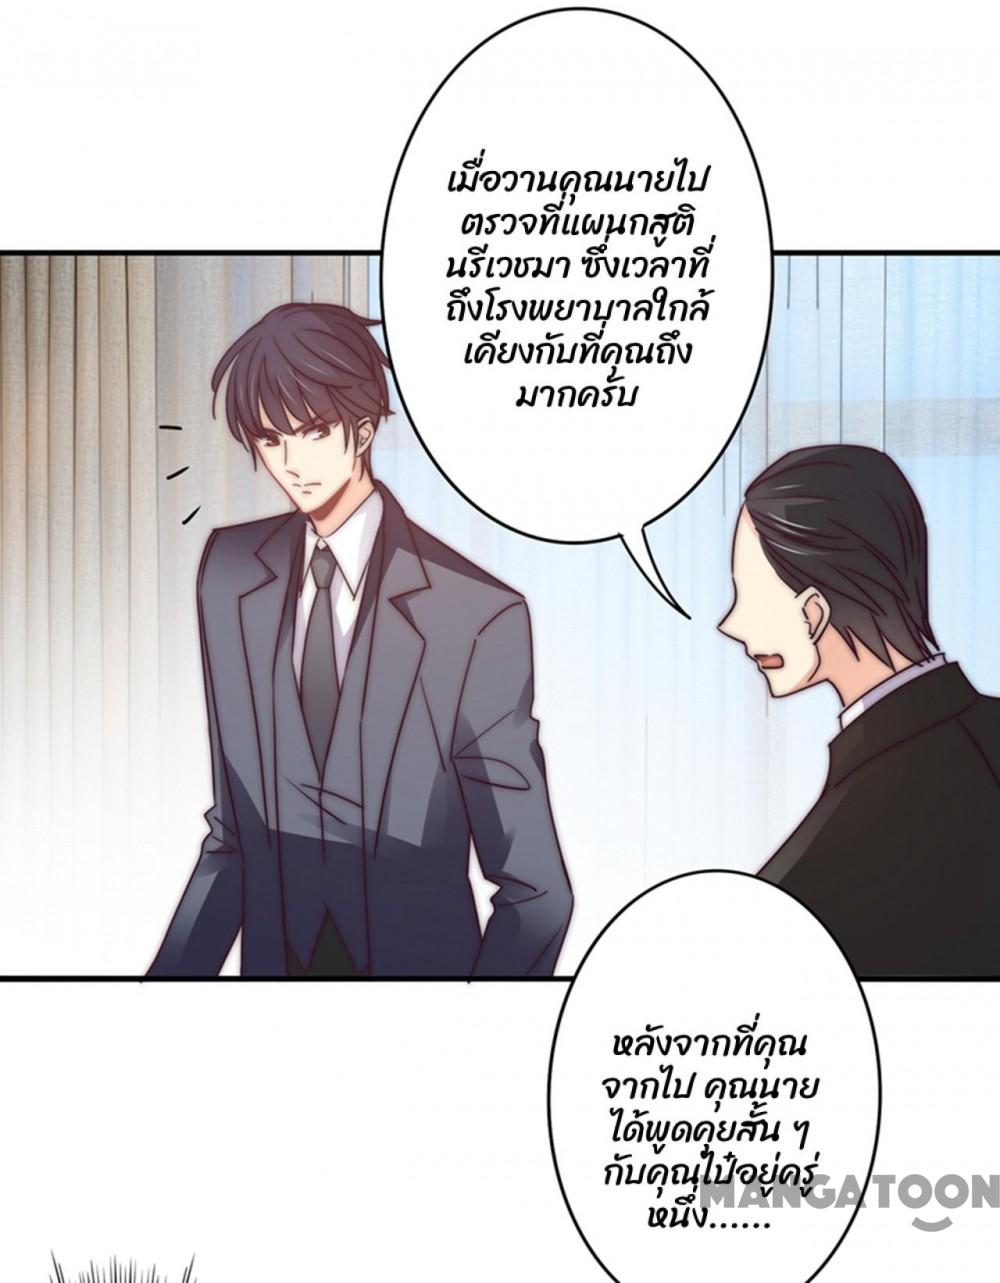 เมื่อวานคุณนายไป
ตรวจที่แผนกสูติ
นรีเวชมา ซึ่งเวลาที่
ถึงโรงพยาบาลใกล้
เคียงกับที่คุณถึง
มากครับ
หลังจากที่คุณ
จากไป คุณนาย
ได้พูดคุยสั้น ๆ
กับคุณไป๋อยู่ครู่
หนึ่ง......
MANGATOON